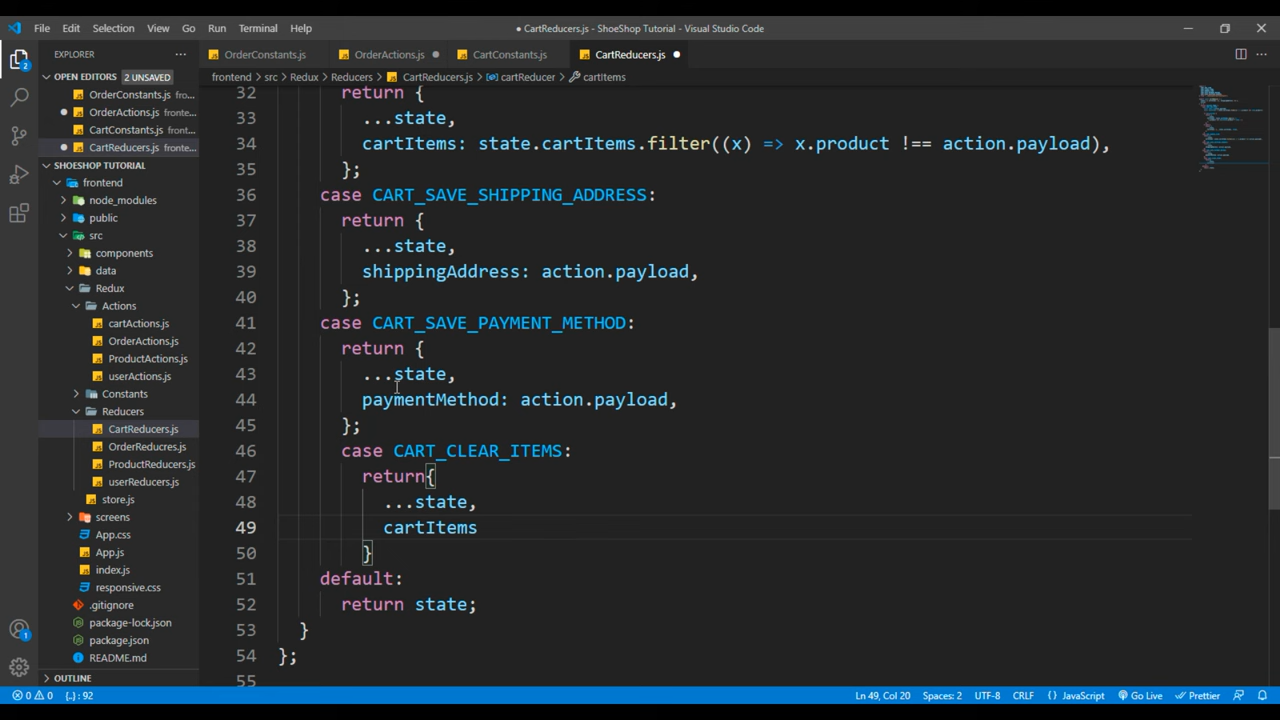 File Edit Selection View Go Run Terminal Help
● CartReducers.js - ShoeShop Tutorial - Visual Studio Code
EXPLORER
OrderConstants.js OrderActions.js CartConstants.js CartReducers.js
frontend > src > Redux > Reducers > CartReducers.js > cartReducer > cartItems
OPEN EDITORS 2 UNSAVED
OrderConstants.js fronte...
OrderActions.js fronte...
CartConstants.js fronte...
CartReducers.js fronte...
SHOESHOP TUTORIAL
frontend
node_modules
public
src
components
data
Redux
Actions
cartActions.js
OrderActions.js
ProductActions.js
userActions.js
Constants
Reducers
CartReducers.js
OrderReducres.js
ProductReducers.js
userReducers.js
store.js
screens
App.css
App.js
index.js
responsive.css
.gitignore
package-lock.json
package.json
README.md
OUTLINE
32 return {
33 ...state,
34 cartItems: state.cartItems.filter((x) => x.product !== action.payload),
35 };
36 case CART_SAVE_SHIPPING_ADDRESS:
37 return {
38 ...state,
39 shippingAddress: action.payload,
40 };
41 case CART_SAVE_PAYMENT_METHOD:
42 return {
43 ...state,
44 paymentMethod: action.payload,
45 };
46 case CART_CLEAR_ITEMS:
47 return{
48 ...state,
49 cartItems
50 }
51 default:
52 return state;
53 }
54 };
55
2
1
0 0 {..}: 92
Ln 49, Col 20 Spaces: 2 UTF-8 CRLF {} JavaScript Go Live Prettier